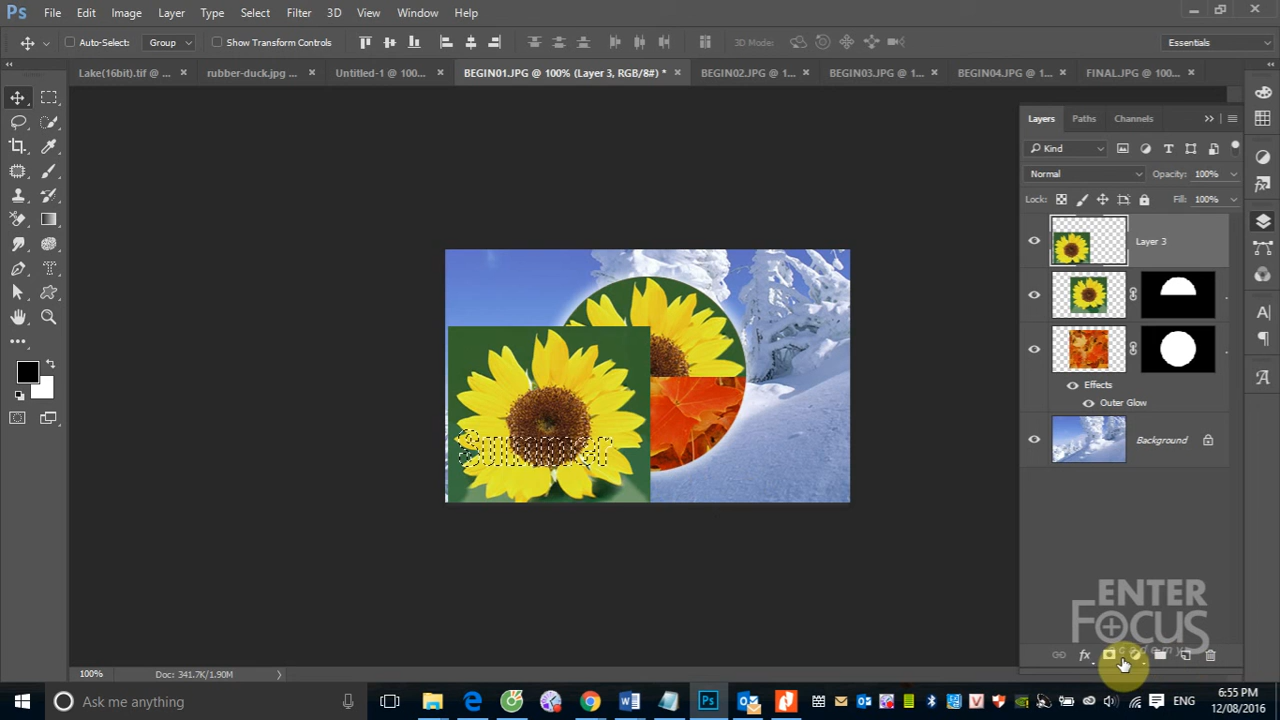 Ps File Edit Image Layer Type Select Filter 3D View Window Help
Auto-Select: Group Show Transform Controls 3D Mode: Essentials
Lake(16bit).tif @ ... × rubber-duck.jpg ... × Untitled-1 @ 100... × BEGIN01.JPG @ 100% (Layer 3, RGB/8#) * × BEGIN02.JPG @ 1... × BEGIN03.JPG @ 1... × BEGIN04.JPG @ 1... × FINAL.JPG @ 100... ×
Layers Paths Channels
Kind
Normal Opacity: 100%
Lock: Fill: 100%
Layer 3
Effects
Outer Glow
Background
Summer
ENTER
FOCUS
academy
fx
100% Doc: 341.7K/1.90M
Ask me anything
ENG
6:55 PM
12/08/2016